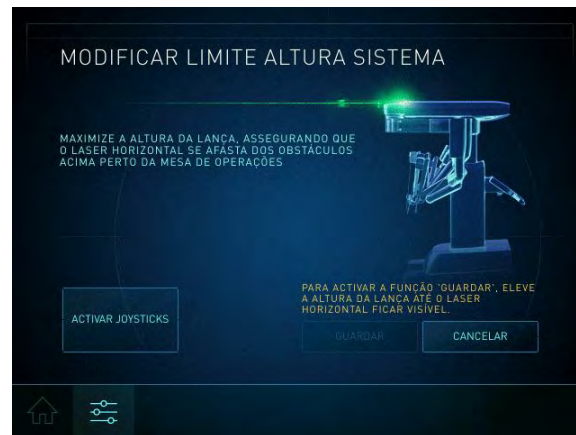 MODIFICAR LIMITE ALTURA SISTEMA
MAXIMIZE A ALTURA DA LANÇA, ASSEGURANDO QUE
O LASER HORIZONTAL SE AFASTA DOS OBSTÁCULOS
ACIMA PERTO DA MESA DE OPERAÇÕES
PARA ACTIVAR A FUNÇÃO 'GUARDAR', ELEVE
A ALTURA DA LANÇA ATÉ O LASER
HORIZONTAL FICAR VISÍVEL.
ACTIVAR JOYSTICKS
GUARDAR
CANCELAR